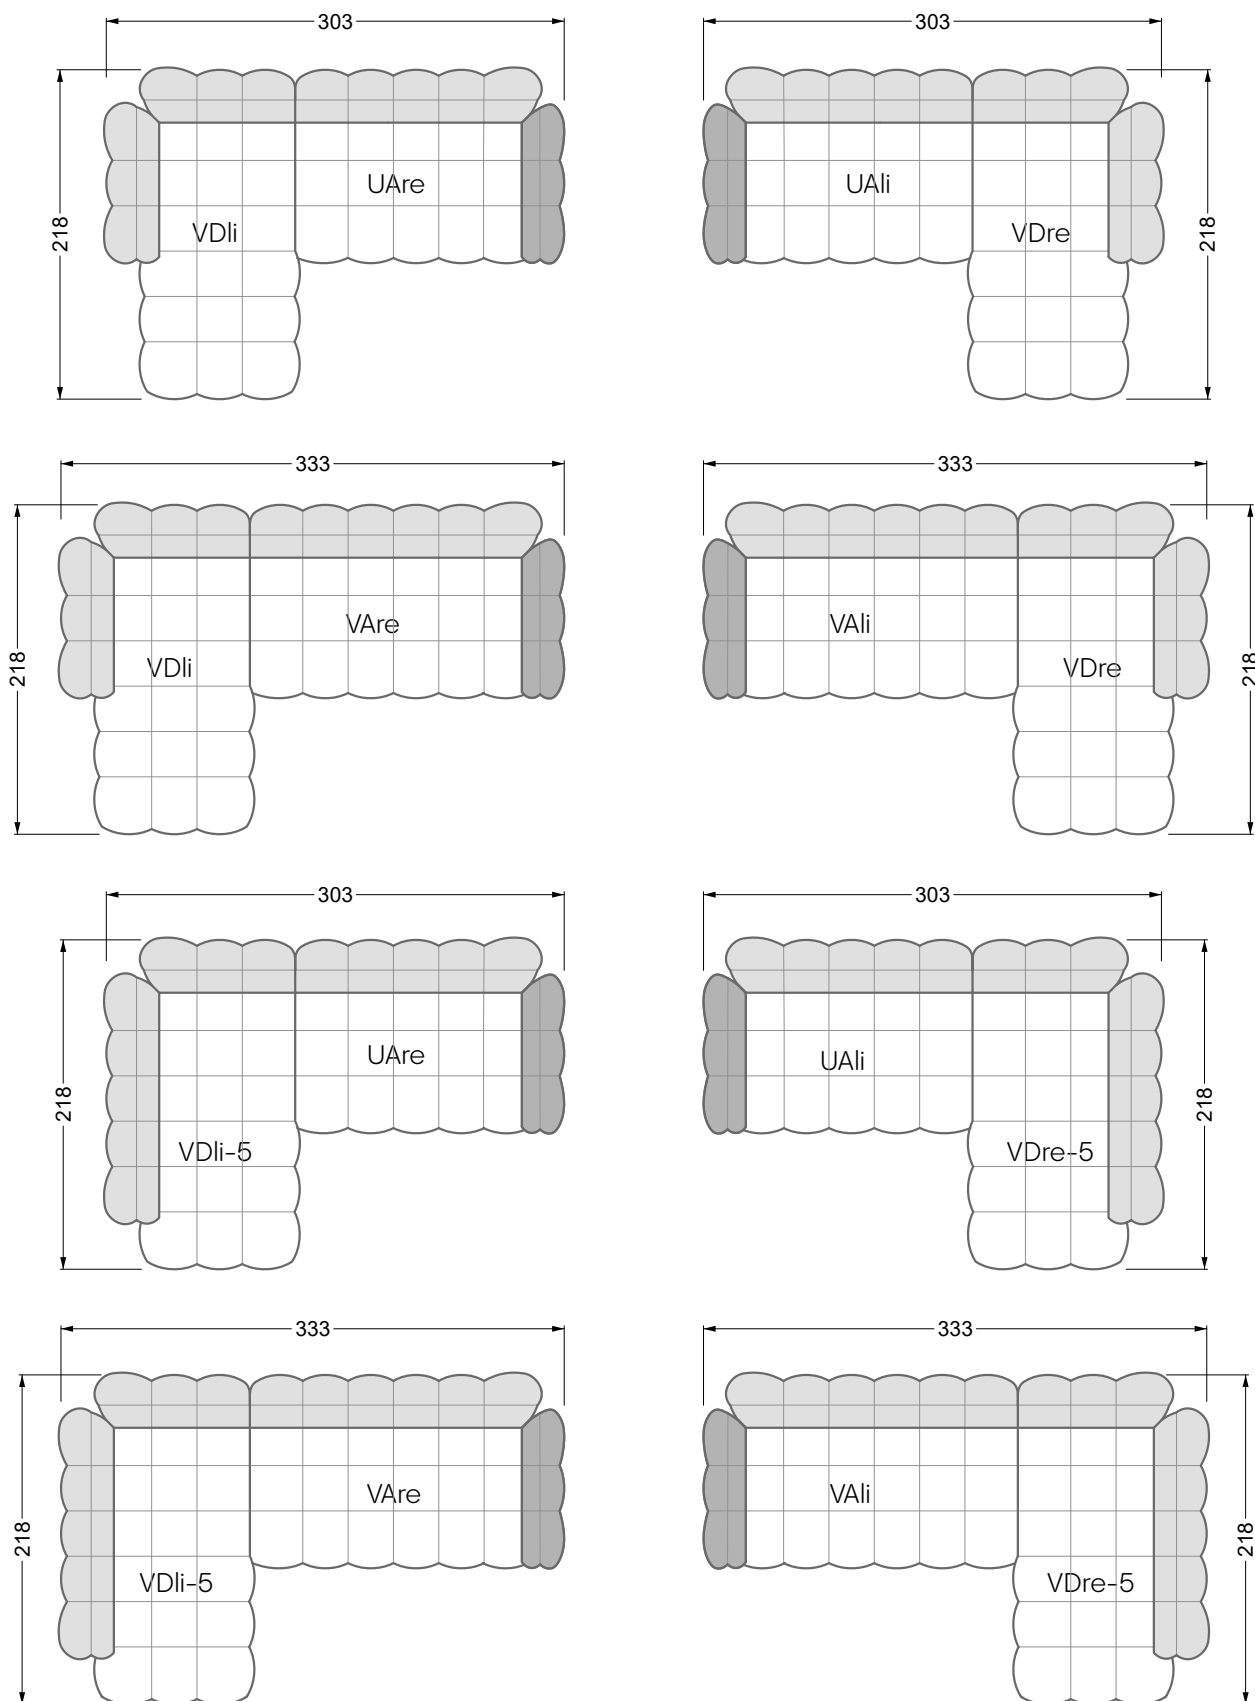 303 303
UAre UAli
VDli VDre
218 218
333 333
VAre VAli
VDli VDre
218 218
303 303
UAre UAli
218 218
VDli-5 VDre-5
333 333
VAre VAli
218 218
VDli-5 VDre-5